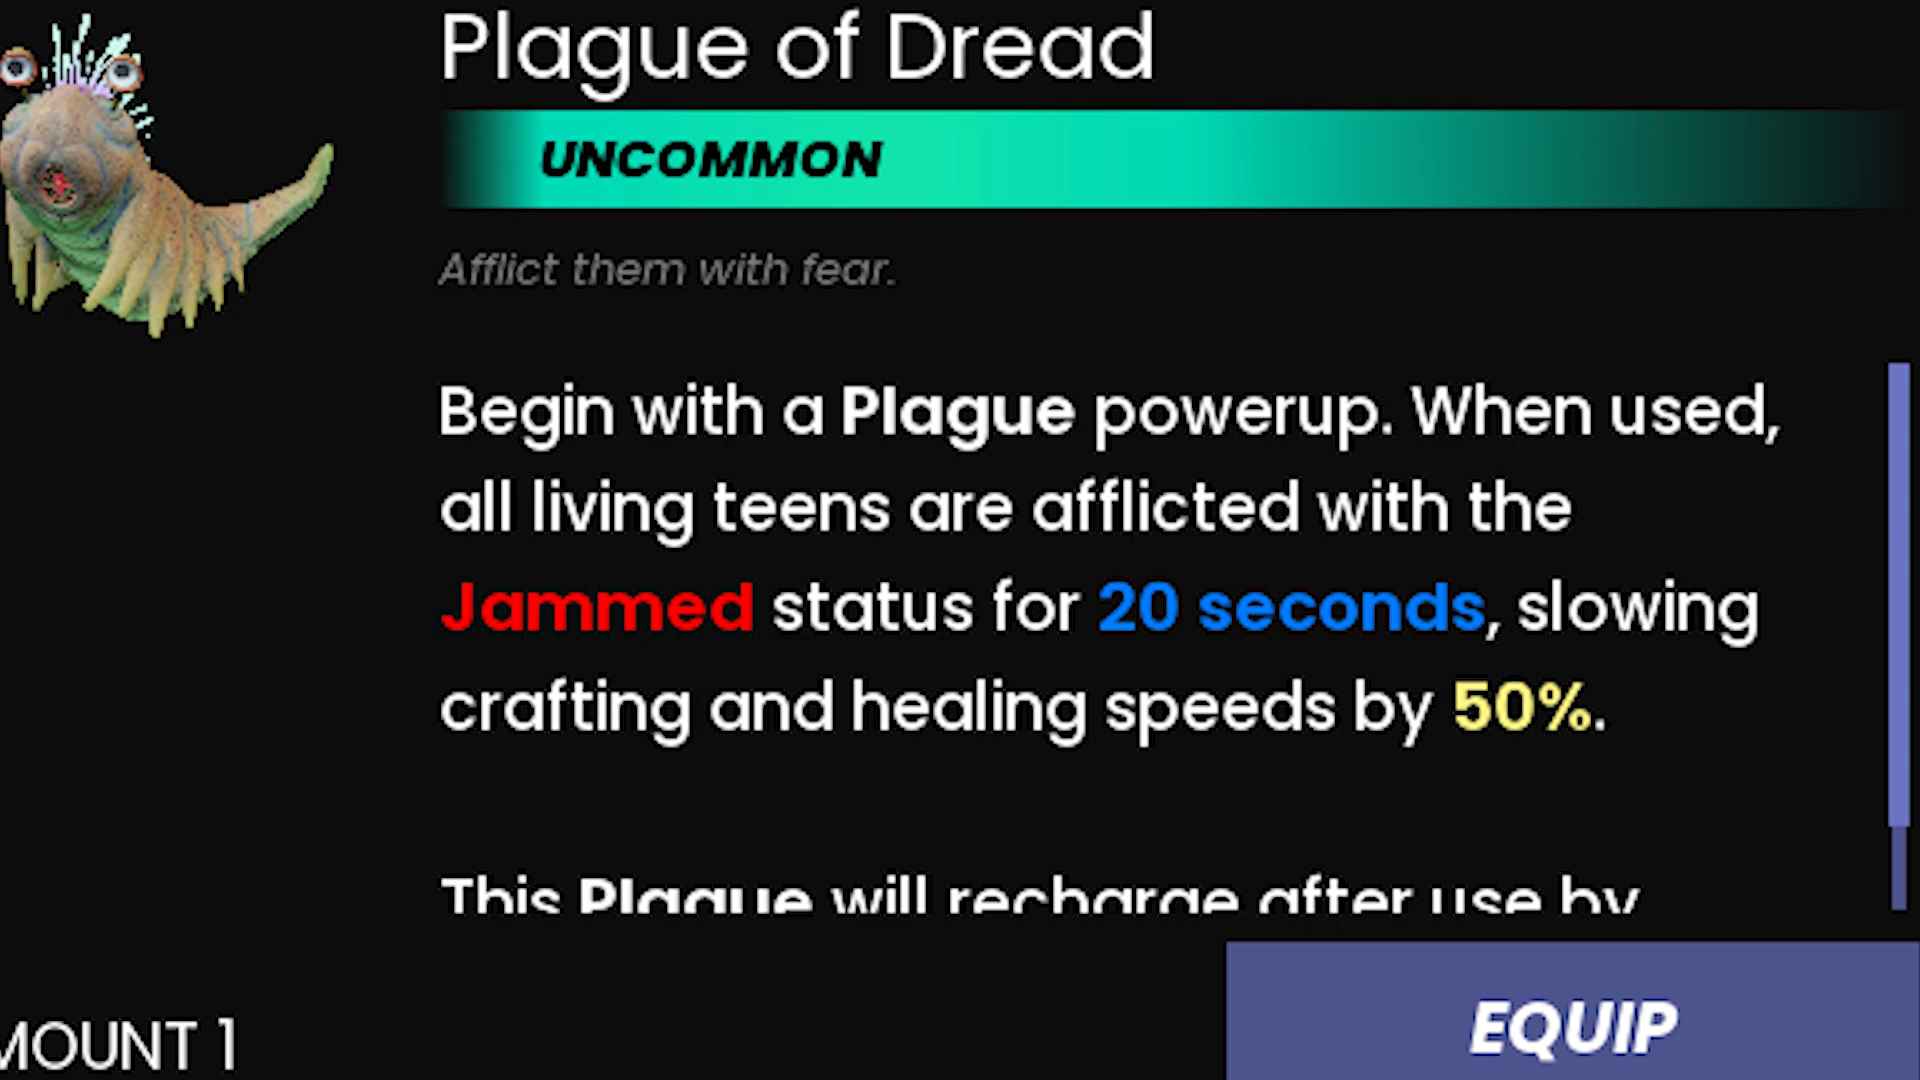 Plague of Dread
UNCOMMON
Afflict them with fear.
Begin with a Plague powerup. When used,
all living teens are afflicted with the
Jammed status for 20 seconds, slowing
crafting and healing speeds by 50%.
This Plague will recharge after use by
MOUNT 1
EQUIP